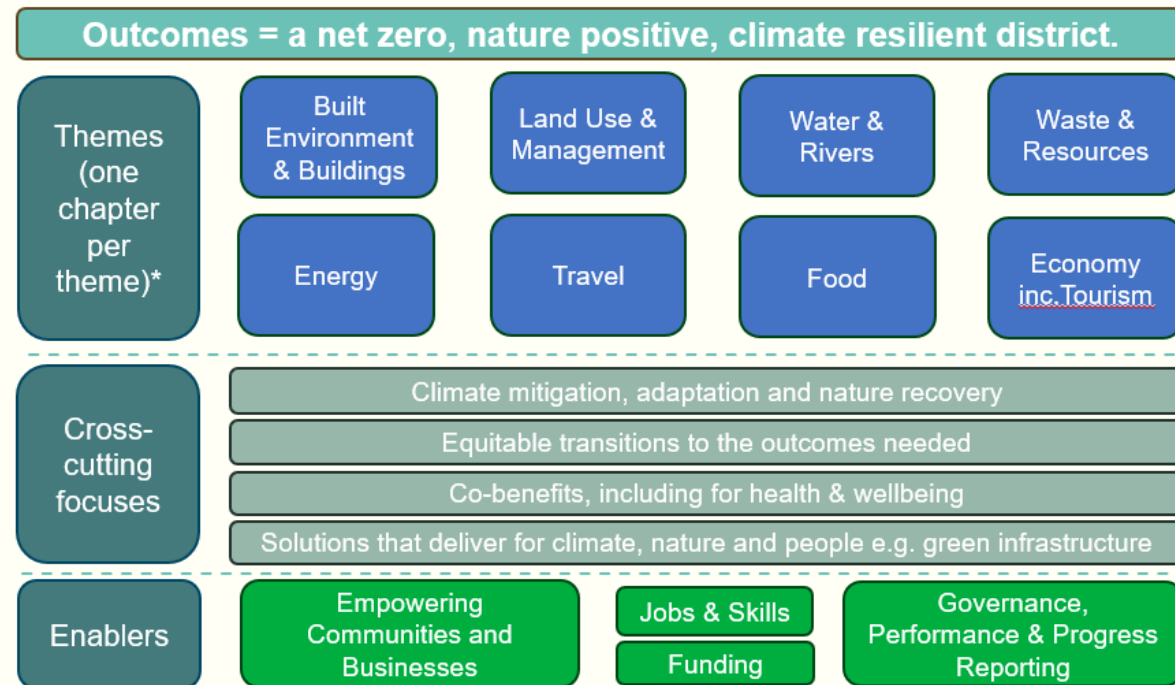 Outcomes = a net zero, nature positive, climate resilient district.
Themes
(one
chapter
per
theme)*
Built
Environment
& Buildings
Land Use &
Management
Water &
Rivers
Waste &
Resources
Energy
Travel
Food
Economy
inc.Tourism
Cross-
cutting
focuses
Climate mitigation, adaptation and nature recovery
Equitable transitions to the outcomes needed
Co-benefits, including for health & wellbeing
Solutions that deliver for climate, nature and people e.g. green infrastructure
Enablers
Empowering
Communities and
Businesses
Jobs & Skills
Funding
Governance,
Performance & Progress
Reporting